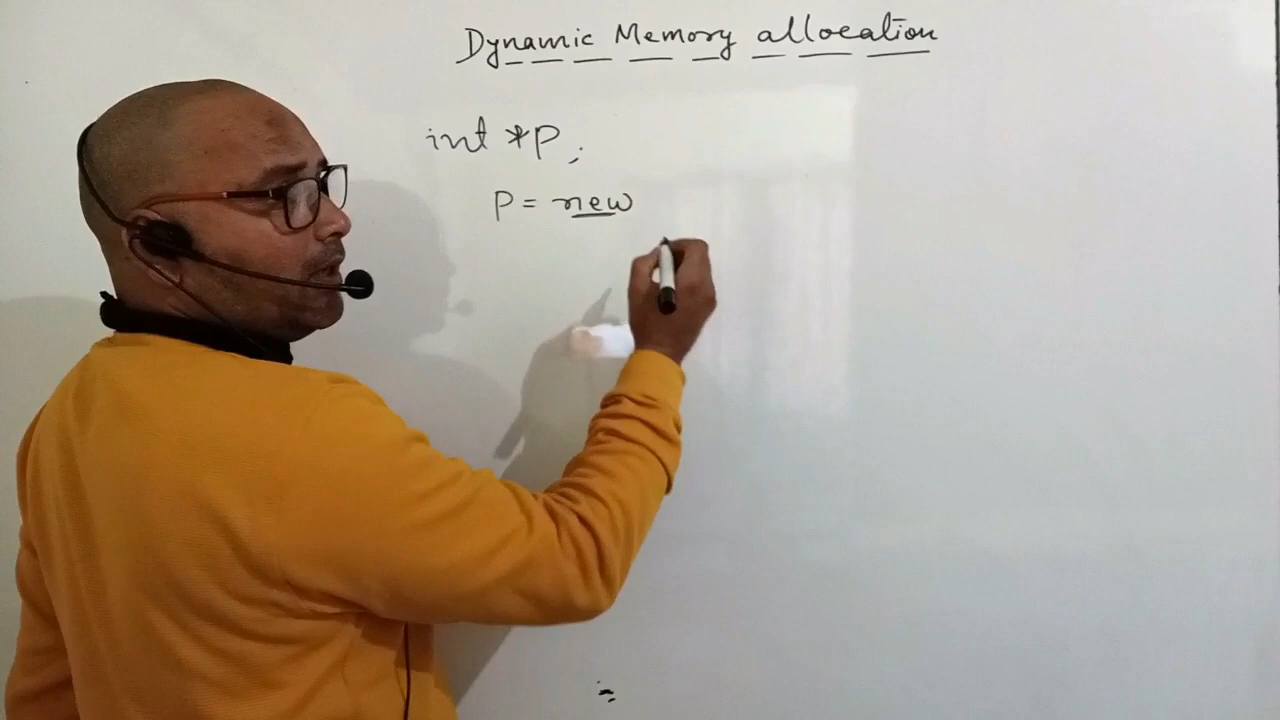 Dynamic Memory allocation
int *p;
p = new